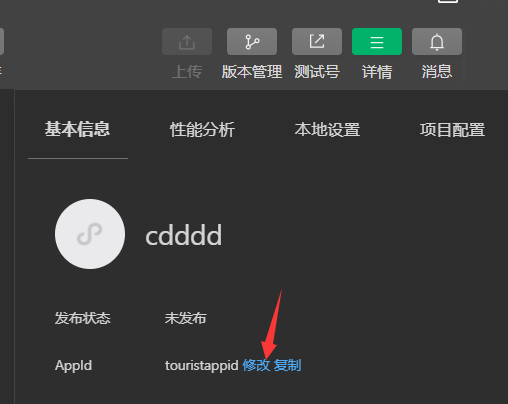 上传 版本管理 测试号 详情 消息
基本信息 性能分析 本地设置 项目配置
cdddd
发布状态 未发布
AppId touristappid 修改 复制